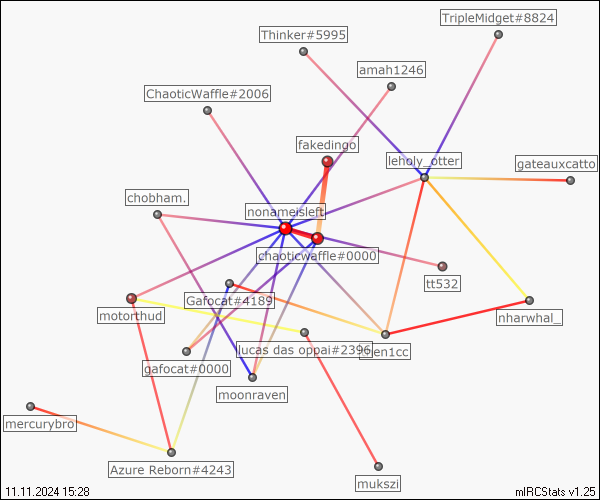 TripleMidget#8824
Thinker#5995
amah1246
ChaoticWaffle#2006
fakedingo
leholy_otter
gateauxcatto
chobham.
nonameisleft
chaoticwaffle#0000
tt532
Gafocat#4189
motorthud
nharwhal_
lucas das oppai#2396
en1cc
gafocat#0000
moonraven
mercurybro
Azure Reborn#4243
mukszi
11.11.2024 15:28
mIRCStats v1.25